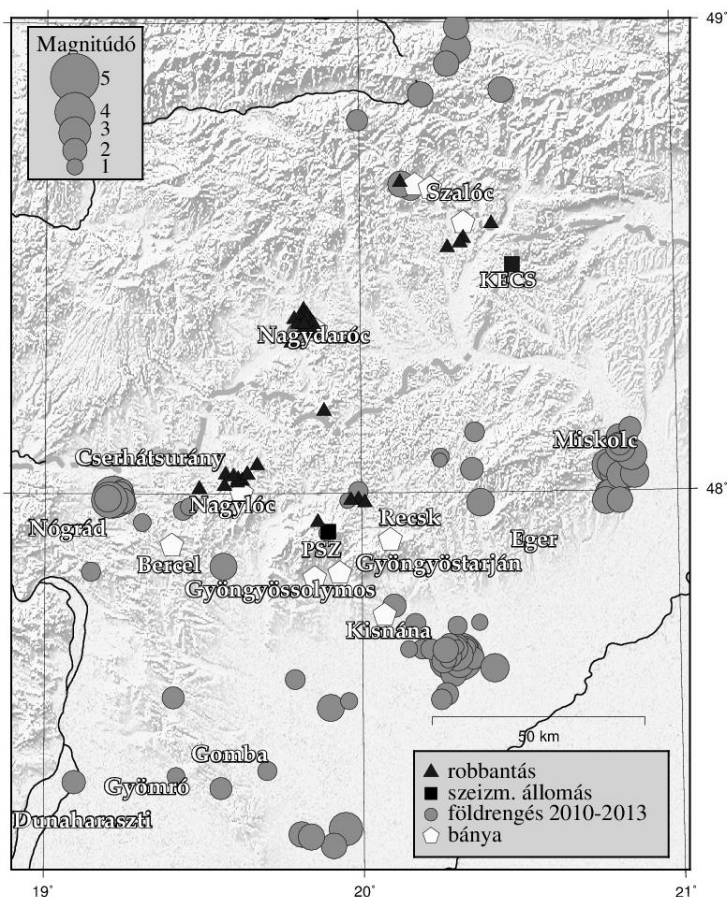 49°
Magnitúdó
5
4
3
2
1
Szalóc
KECS
Nagydaróc
Miskolc
Cserhátsurány
48°
Nagylóc
Nógrád
Recsk
Eger
PSZ
Bercel
Gyöngyöstarján
Gyöngyössolymos
Kisnána
50 km
Gomba
robbantás
Gyömró
szeizm. állomás
földrengés 2010-2013
Dunaharaszti
bánya
19°
20°
21°